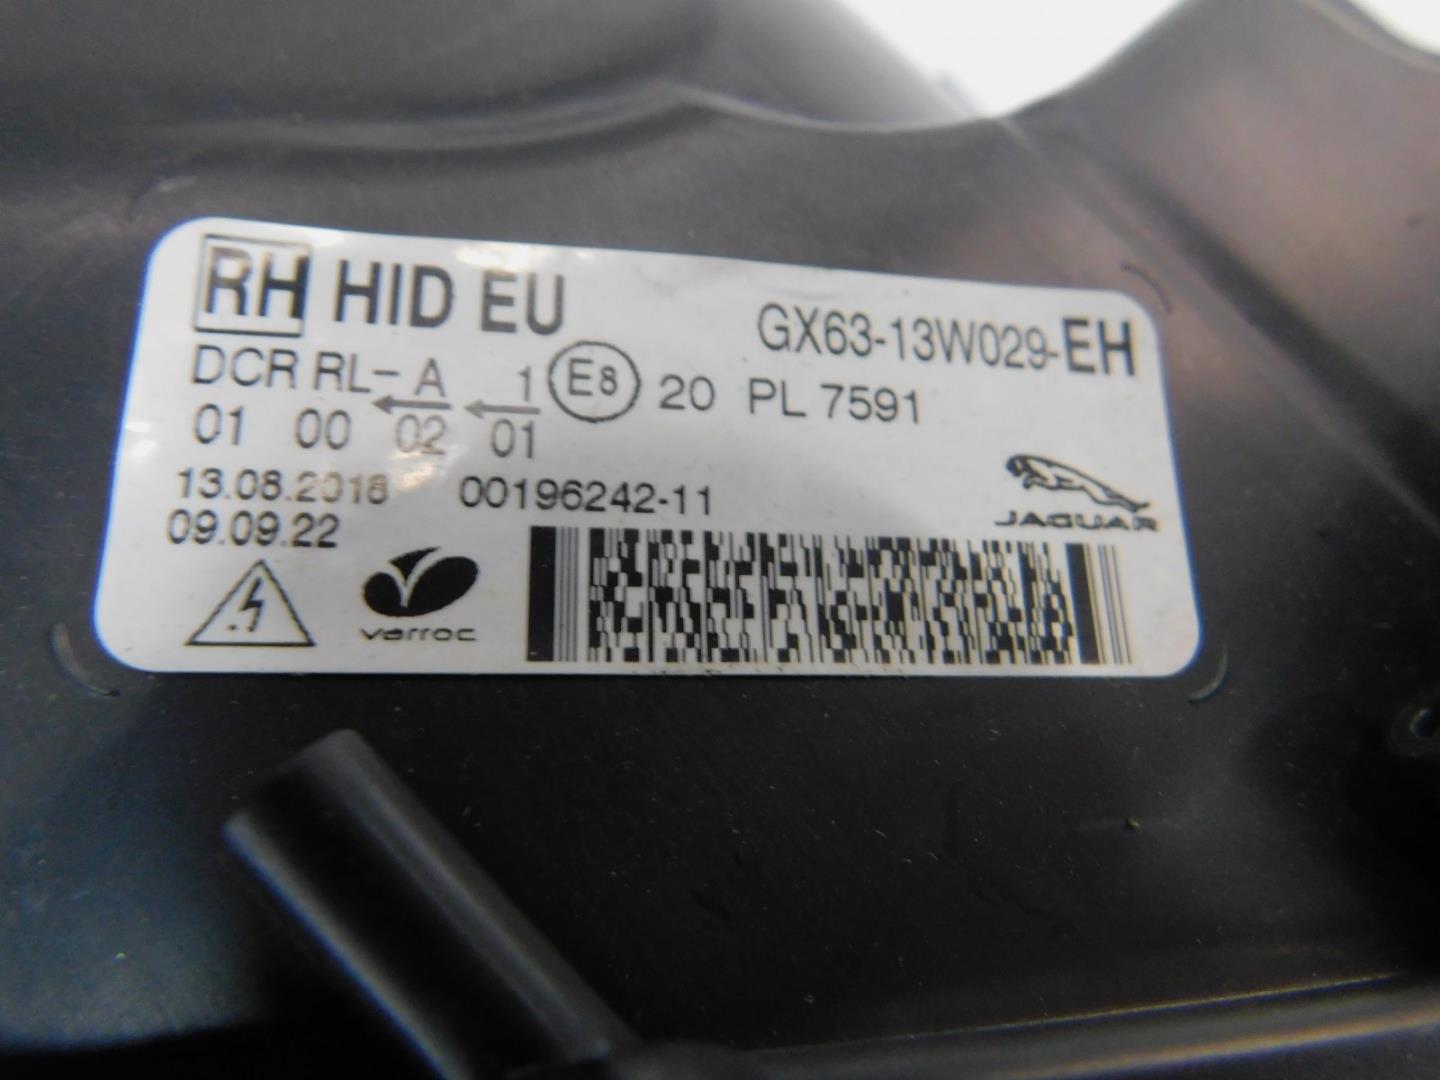 RH HID EU
GX63-13W029-EH
DCR RL- A 1 E8 20 PL 7591
01 00 02 01
13.08.2018 00196242-11
09.09.22
JAGUAR
varroc